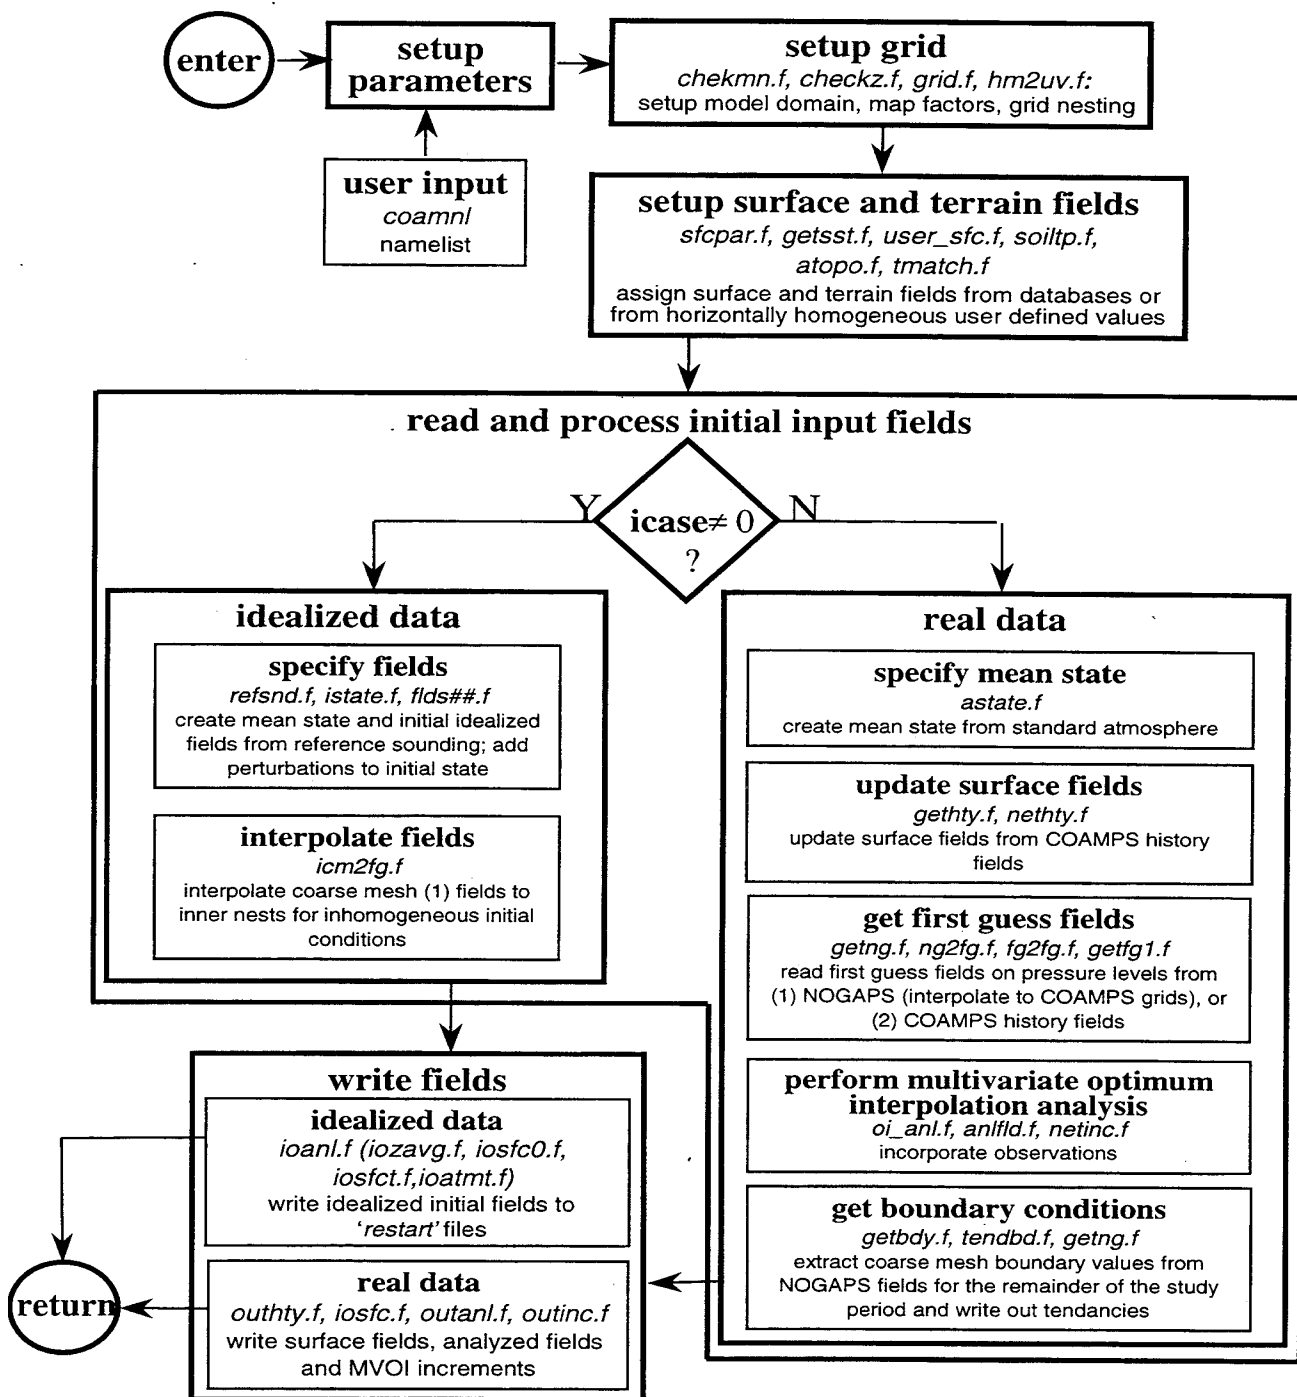 enter
setup
parameters
setup grid
chekmn.f, checkz.f, grid.f, hm2uv.f:
setup model domain, map factors, grid nesting
user input
coamnl
namelist
setup surface and terrain fields
sfcpar.f, getsst.f, user_sfc.f, soiltp.f,
atopo.f, tmatch.f
assign surface and terrain fields from databases or
from horizontally homogeneous user defined values
read and process initial input fields
Y
icase≠ 0
?
N
idealized data
specify fields
refsnd.f, istate.f, flds##.f
create mean state and initial idealized
fields from reference sounding; add
perturbations to initial state
interpolate fields
icm2fg.f
interpolate coarse mesh (1) fields to
inner nests for inhomogeneous initial
conditions
real data
specify mean state
astate.f
create mean state from standard atmosphere
update surface fields
gethty.f, nethty.f
update surface fields from COAMPS history
fields
get first guess fields
getng.f, ng2fg.f, fg2fg.f, getfg1.f
read first guess fields on pressure levels from
(1) NOGAPS (interpolate to COAMPS grids), or
(2) COAMPS history fields
perform multivariate optimum
interpolation analysis
oi_anl.f, anlfld.f, netinc.f
incorporate observations
get boundary conditions
getbdy.f, tendbd.f, getng.f
extract coarse mesh boundary values from
NOGAPS fields for the remainder of the study
period and write out tendancies
write fields
idealized data
ioanl.f (iozavg.f, iosfc0.f,
iosfct.f,ioatmt.f)
write idealized initial fields to
‘restart’ files
real data
outhty.f, iosfc.f, outanl.f, outinc.f
write surface fields, analyzed fields
and MVOI increments
return